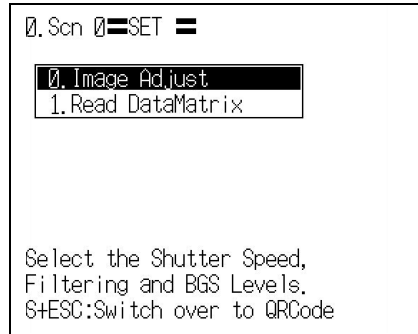 0.Scn 0=SET =
0.Image Adjust
1.Read DataMatrix
Select the Shutter Speed,
Filtering and BGS Levels.
S+ESC:Switch over to QRCode